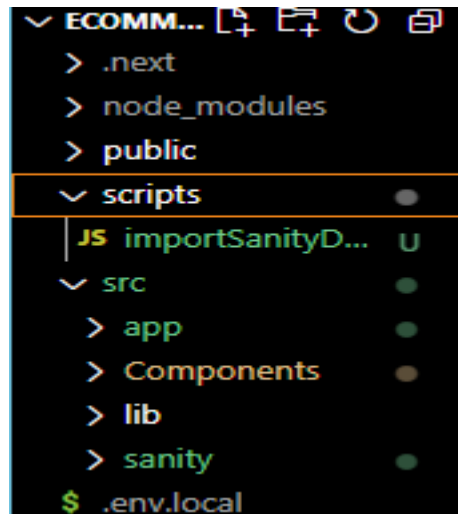 ECOMM...
.next
node_modules
public
scripts
JS importSanityD... U
src
app
Components
lib
sanity
$ .env.local